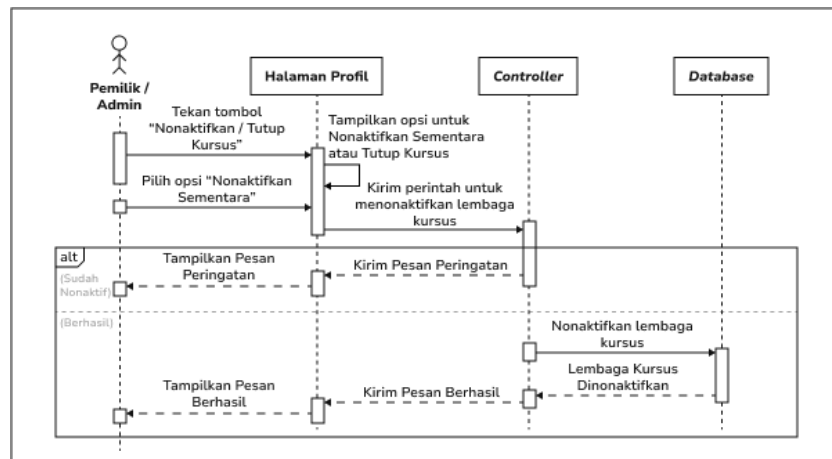 Pemilik /
Admin
Halaman Profil
Controller
Database
Tekan tombol
“Nonaktifkan / Tutup
Kursus”
Tampilkan opsi untuk
Nonaktifkan Sementara
atau Tutup Kursus
Pilih opsi “Nonaktifkan
Sementara”
Kirim perintah untuk
menonaktifkan lembaga
kursus
alt
(Sudah
Nonaktif)
Tampilkan Pesan
Peringatan
Kirim Pesan Peringatan
(Berhasil)
Nonaktifkan lembaga
kursus
Lembaga Kursus
Dinonaktifkan
Tampilkan Pesan
Berhasil
Kirim Pesan Berhasil